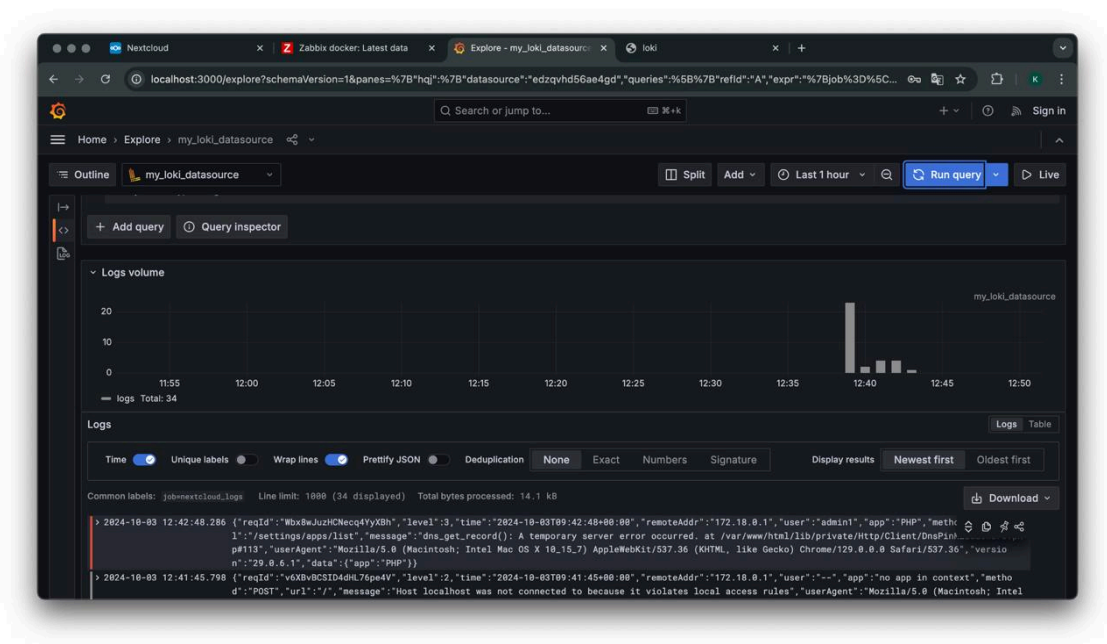 Nextcloud
Zabbix docker: Latest data
Explore - my_loki_datasource
loki
localhost:3000/explore?schemaVersion=1&panes=%7B"hqj":%7B"datasource":"edzqvhd56ae4gd","queries":%5B%7B"refId":"A","expr":"%7Bjob%3D%5C...
K
Search or jump to...
⌘+k
Sign in
Home › Explore › my_loki_datasource
Outline
my_loki_datasource
Split
Add
Last 1 hour
Run query
Live
+ Add query
Query inspector
Logs volume
my_loki_datasource
20
10
0
11:55 12:00 12:05 12:10 12:15 12:20 12:25 12:30 12:35 12:40 12:45 12:50
logs Total: 34
Logs
Logs Table
Time Unique labels Wrap lines Prettify JSON Deduplication None Exact Numbers Signature Display results Newest first Oldest first
Common labels: job=nextcloud_logs Line limit: 1000 (34 displayed) Total bytes processed: 14.1 kB
Download
> 2024-10-03 12:42:48.286 {"reqId":"Wbx8wJuzHCNecq4YyXBh","level":3,"time":"2024-10-03T09:42:48+00:00","remoteAddr":"172.18.0.1","user":"admin1","app":"PHP","metho
l":"/settings/apps/list","message":"dns_get_record(): A temporary server error occurred. at /var/www/html/lib/private/Http/Client/DnsPin
p#113","userAgent":"Mozilla/5.0 (Macintosh; Intel Mac OS X 10_15_7) AppleWebKit/537.36 (KHTML, like Gecko) Chrome/129.0.0.0 Safari/537.36","versio
n":"29.0.6.1","data":{"app":"PHP"}}
> 2024-10-03 12:41:45.798 {"reqId":"v6XBvBCSID4dHL76pe4V","level":2,"time":"2024-10-03T09:41:45+00:00","remoteAddr":"172.18.0.1","user":"--","app":"no app in context","metho
d":"POST","url":"/","message":"Host localhost was not connected to because it violates local access rules","userAgent":"Mozilla/5.0 (Macintosh; Intel